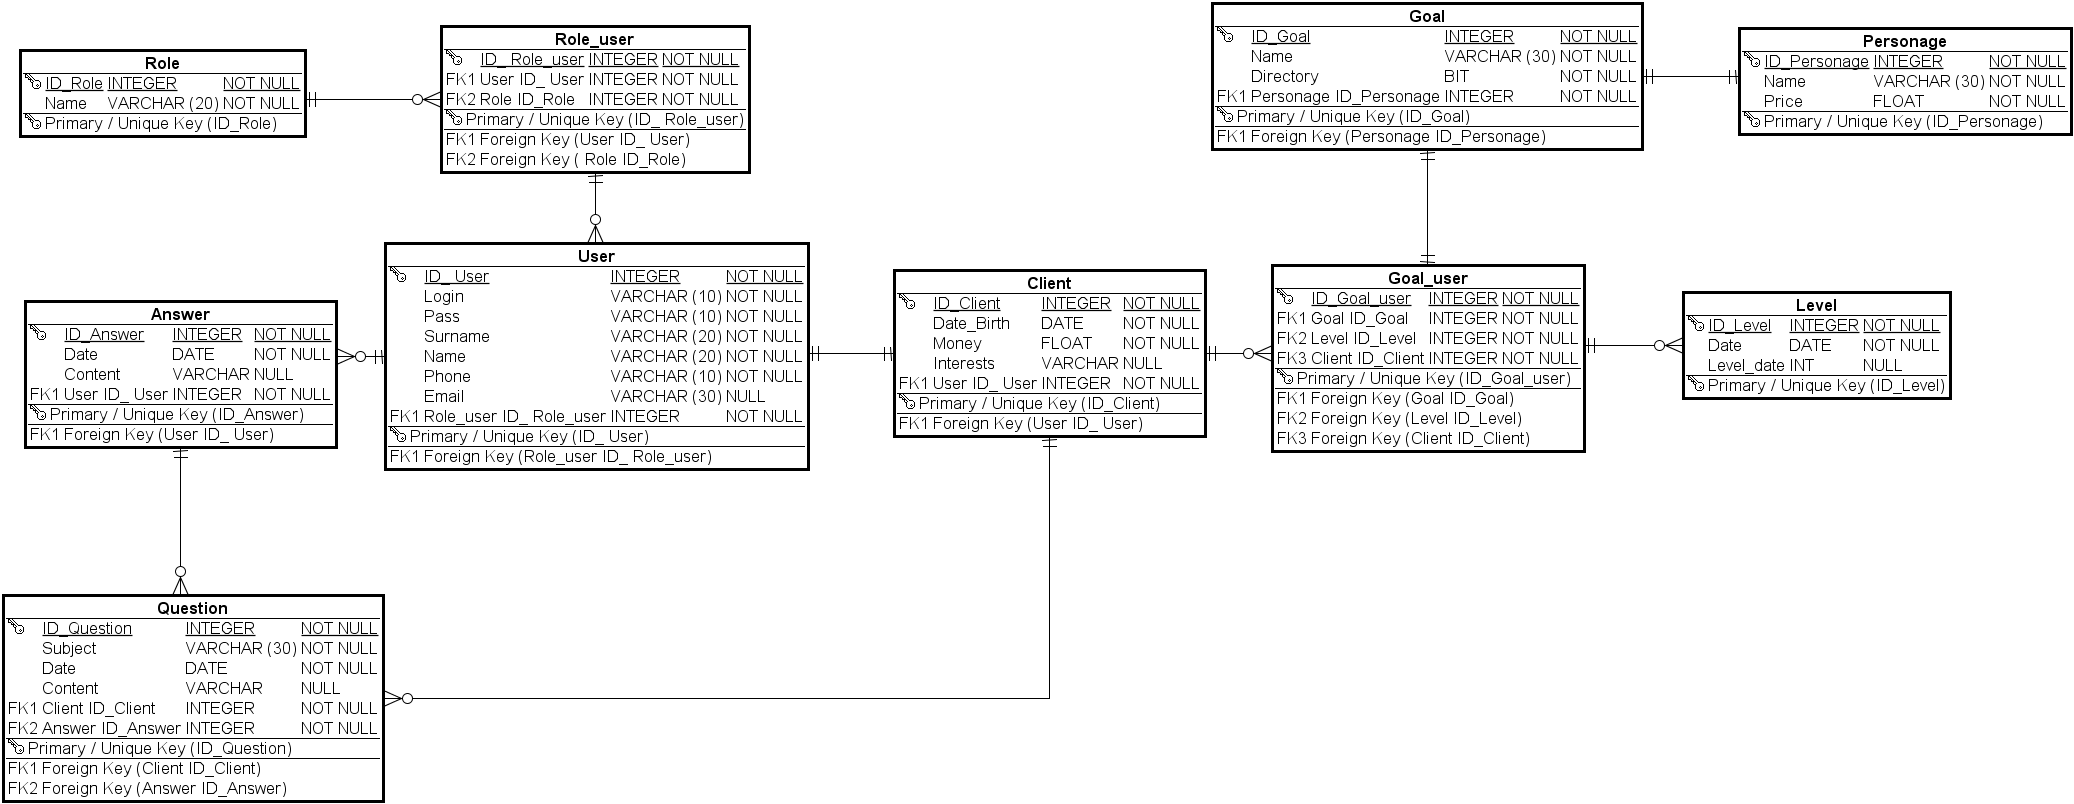 Role
ID_Role INTEGER NOT NULL
Name VARCHAR (20) NOT NULL
Primary / Unique Key (ID_Role)
Role_user
ID_ Role_user INTEGER NOT NULL
FK1 User ID_ User INTEGER NOT NULL
FK2 Role ID_Role INTEGER NOT NULL
Primary / Unique Key (ID_ Role_user)
FK1 Foreign Key (User ID_ User)
FK2 Foreign Key ( Role ID_Role)
Goal
ID_Goal INTEGER NOT NULL
Name VARCHAR (30) NOT NULL
Directory BIT NOT NULL
FK1 Personage ID_Personage INTEGER NOT NULL
Primary / Unique Key (ID_Goal)
FK1 Foreign Key (Personage ID_Personage)
Personage
ID_Personage INTEGER NOT NULL
Name VARCHAR (30) NOT NULL
Price FLOAT NOT NULL
Primary / Unique Key (ID_Personage)
Answer
ID_Answer INTEGER NOT NULL
Date DATE NOT NULL
Content VARCHAR NULL
FK1 User ID_ User INTEGER NOT NULL
Primary / Unique Key (ID_Answer)
FK1 Foreign Key (User ID_ User)
User
ID_ User INTEGER NOT NULL
Login VARCHAR (10) NOT NULL
Pass VARCHAR (10) NOT NULL
Surname VARCHAR (20) NOT NULL
Name VARCHAR (20) NOT NULL
Phone VARCHAR (10) NOT NULL
Email VARCHAR (30) NULL
FK1 Role_user ID_ Role_user INTEGER NOT NULL
Primary / Unique Key (ID_ User)
FK1 Foreign Key (Role_user ID_ Role_user)
Client
ID_Client INTEGER NOT NULL
Date_Birth DATE NOT NULL
Money FLOAT NOT NULL
Interests VARCHAR NULL
FK1 User ID_ User INTEGER NOT NULL
Primary / Unique Key (ID_Client)
FK1 Foreign Key (User ID_ User)
Goal_user
ID_Goal_user INTEGER NOT NULL
FK1 Goal ID_Goal INTEGER NOT NULL
FK2 Level ID_Level INTEGER NOT NULL
FK3 Client ID_Client INTEGER NOT NULL
Primary / Unique Key (ID_Goal_user)
FK1 Foreign Key (Goal ID_Goal)
FK2 Foreign Key (Level ID_Level)
FK3 Foreign Key (Client ID_Client)
Level
ID_Level INTEGER NOT NULL
Date DATE NOT NULL
Level_date INT NULL
Primary / Unique Key (ID_Level)
Question
ID_Question INTEGER NOT NULL
Subject VARCHAR (30) NOT NULL
Date DATE NOT NULL
Content VARCHAR NULL
FK1 Client ID_Client INTEGER NOT NULL
FK2 Answer ID_Answer INTEGER NOT NULL
Primary / Unique Key (ID_Question)
FK1 Foreign Key (Client ID_Client)
FK2 Foreign Key (Answer ID_Answer)